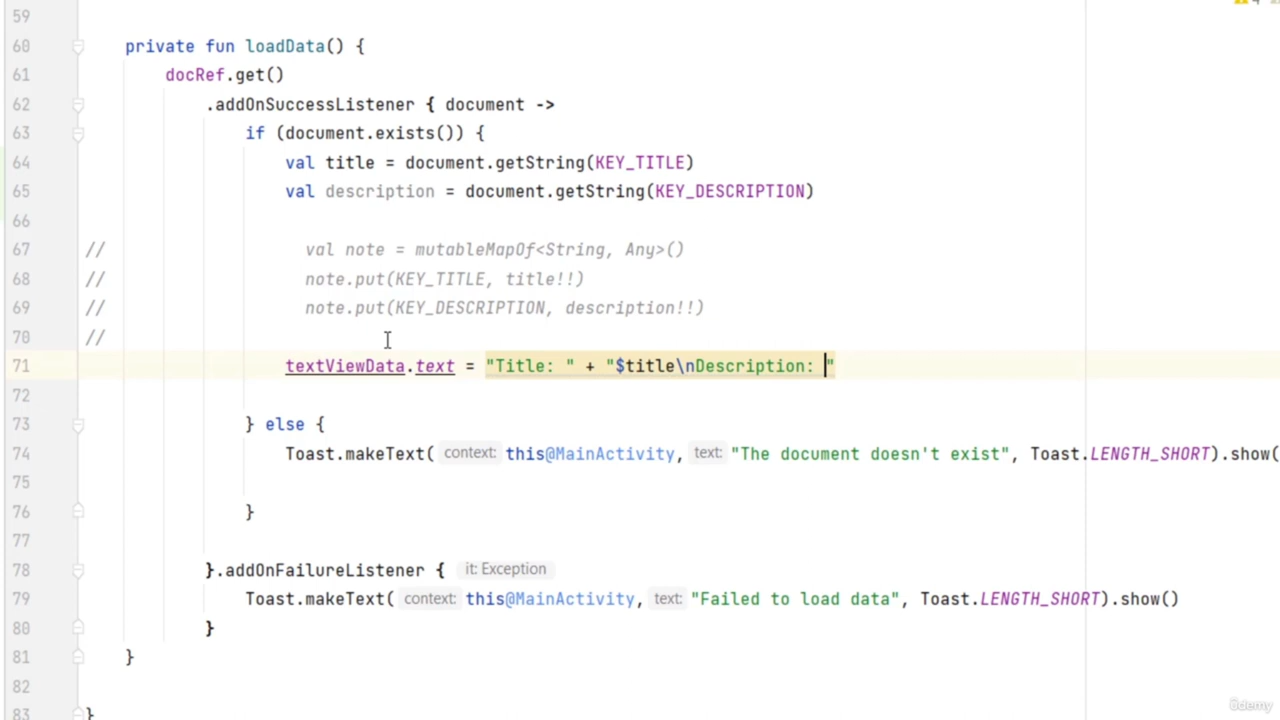 59
60 private fun loadData() {
61 docRef.get()
62 .addOnSuccessListener { document ->
63 if (document.exists()) {
64 val title = document.getString(KEY_TITLE)
65 val description = document.getString(KEY_DESCRIPTION)
66
67 // val note = mutableMapOf<String, Any>()
68 // note.put(KEY_TITLE, title!!)
69 // note.put(KEY_DESCRIPTION, description!!)
70 //
71 textViewData.text = "Title: " + "$title\nDescription: "
72
73 } else {
74 Toast.makeText( context: this@MainActivity, text: "The document doesn't exist", Toast.LENGTH_SHORT).show(
75
76 }
77
78 }.addOnFailureListener { it: Exception
79 Toast.makeText( context: this@MainActivity, text: "Failed to load data", Toast.LENGTH_SHORT).show()
80 }
81 }
82
83 }
ûdemy